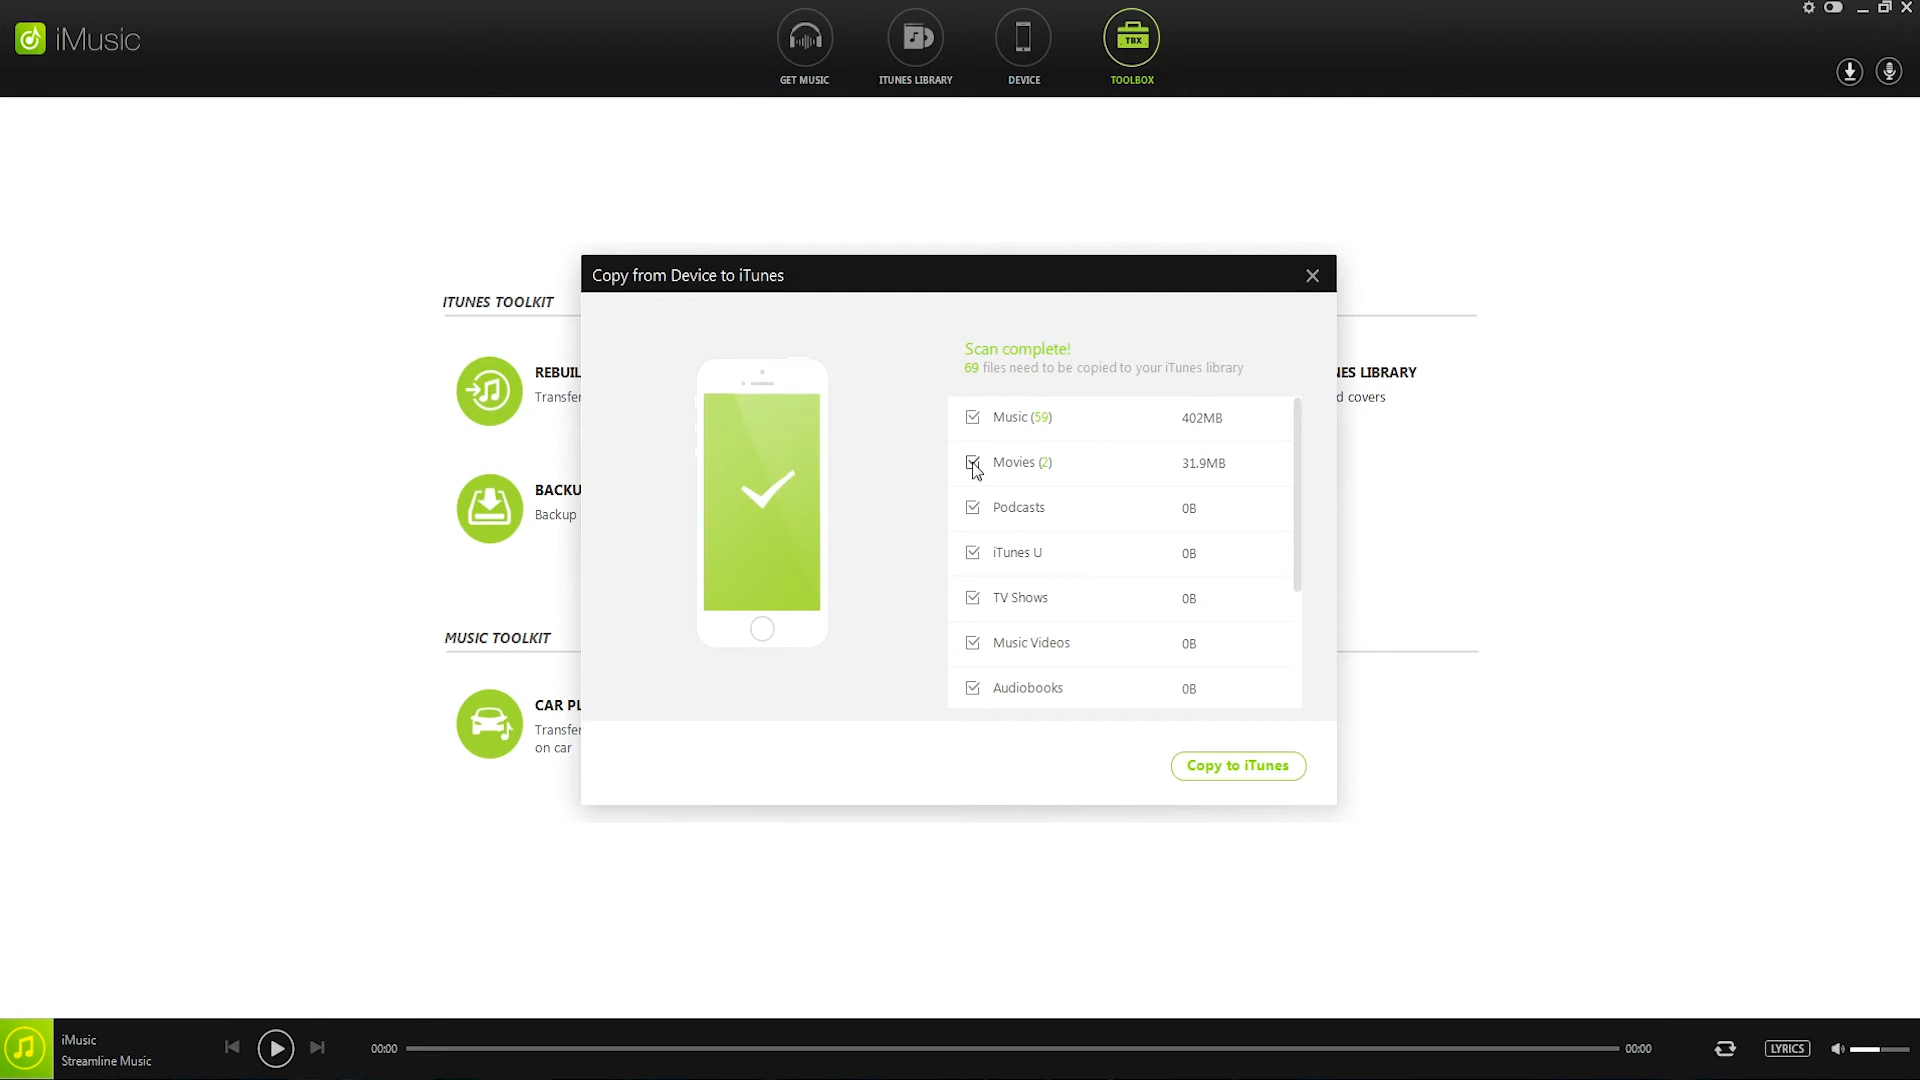 iMusic
GET MUSIC
ITUNES LIBRARY
DEVICE
TBX
TOOLBOX
Copy from Device to iTunes
ITUNES TOOLKIT
Scan complete!
69 files need to be copied to your iTunes library
REBUIL
Transfer
NES LIBRARY
d covers
Music (59) 402MB
Movies (2) 31.9MB
BACKU
Backup
Podcasts 0B
iTunes U 0B
TV Shows 0B
MUSIC TOOLKIT
Music Videos 0B
Audiobooks 0B
CAR PL
Transfer
on car
Copy to iTunes
iMusic
Streamline Music
00:00
00:00
LYRICS